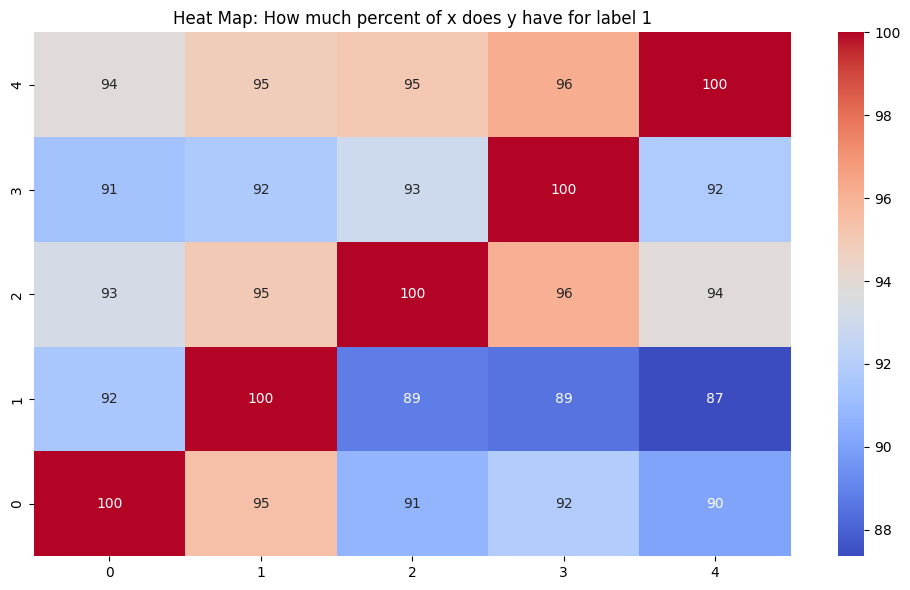 Heat Map: How much percent of x does y have for label 1
4 94 95 95 96 100
3 91 92 93 100 92
2 93 95 100 96 94
1 92 100 89 89 87
0 100 95 91 92 90
0 1 2 3 4
100
98
96
94
92
90
88